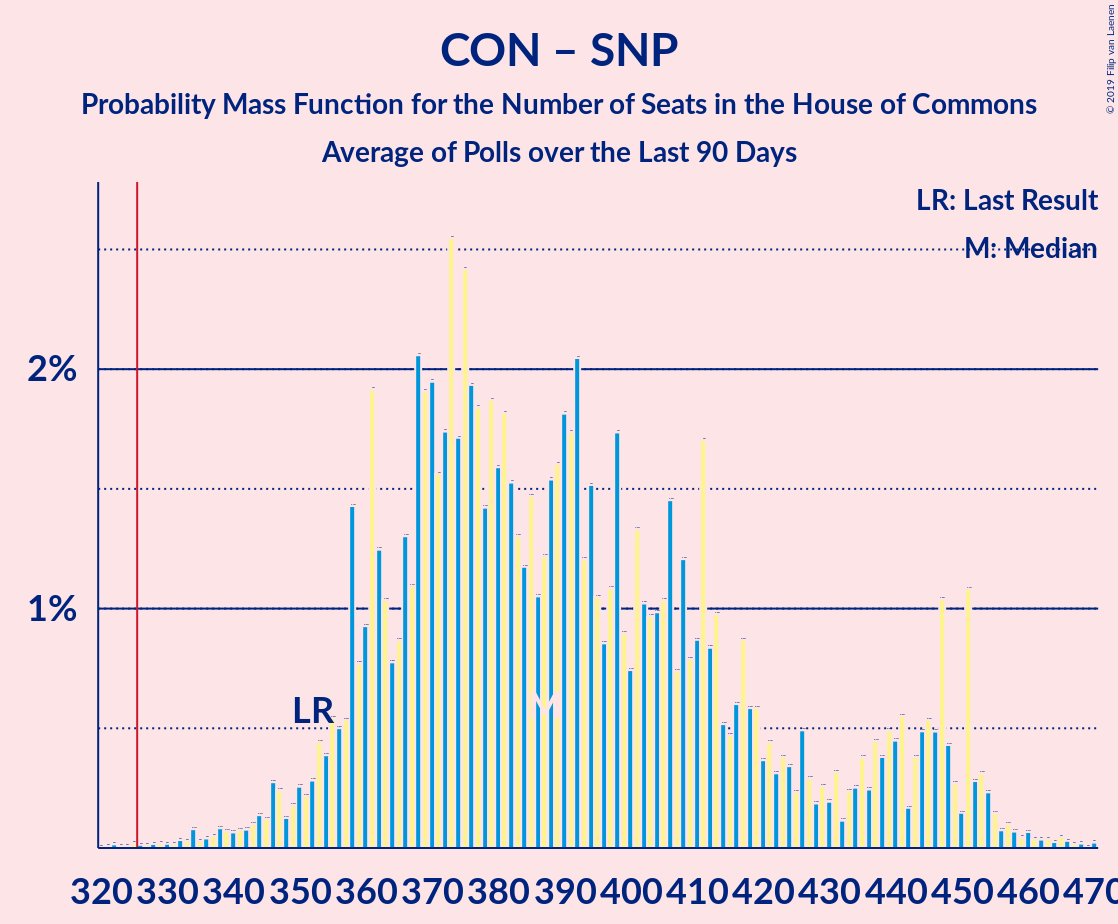 CON – SNP
Probability Mass Function for the Number of Seats in the House of Commons
Average of Polls over the Last 90 Days
© 2019 Filip van Laenen
LR: Last Result
M: Median
2%
1%
LR
M
320 330 340 350 360 370 380 390 400 410 420 430 440 450 460 470